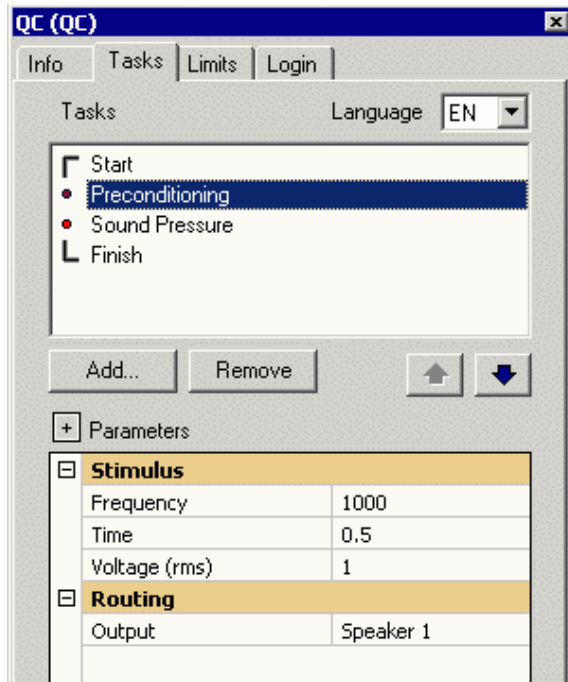 QC (QC)
Info Tasks Limits Login
Tasks Language EN
Start
Preconditioning
Sound Pressure
Finish
Add... Remove
Parameters
Stimulus
Frequency 1000
Time 0.5
Voltage (rms) 1
Routing
Output Speaker 1